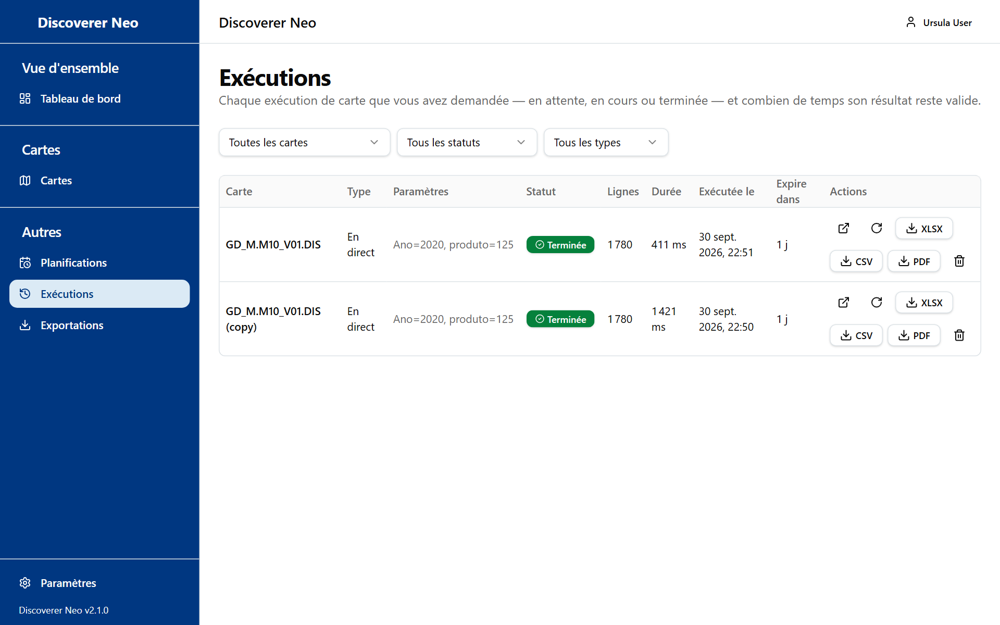 Discoverer Neo
Discoverer Neo
Ursula User
Vue d'ensemble
Tableau de bord
Cartes
Cartes
Autres
Planifications
Exécutions
Exportations
Paramètres
Discoverer Neo v2.1.0
Exécutions
Chaque exécution de carte que vous avez demandée — en attente, en cours ou terminée — et combien de temps son résultat reste valide.
Toutes les cartes
Tous les statuts
Tous les types
Carte Type Paramètres Statut Lignes Durée Exécutée le Expire dans Actions
GD_M.M10_V01.DIS En direct Ano=2020, produto=125 Terminée 1 780 411 ms 30 sept. 2026, 22:51 1 j XLSX
CSV PDF
GD_M.M10_V01.DIS (copy) En direct Ano=2020, produto=125 Terminée 1 780 1 421 ms 30 sept. 2026, 22:50 1 j XLSX
CSV PDF